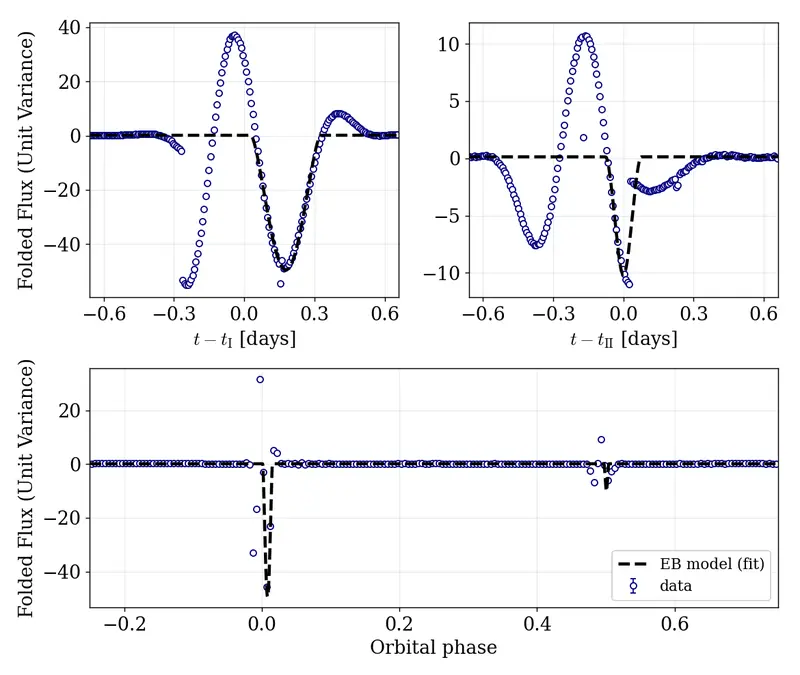 Folded Flux (Unit Variance)
40
20
0
−20
−40
−0.6 −0.3 0.0 0.3 0.6
t − t_I [days]
10
5
0
−5
−10
−0.6 −0.3 0.0 0.3 0.6
t − t_II [days]
Folded Flux (Unit Variance)
20
0
−20
−40
−0.2 0.0 0.2 0.4 0.6
Orbital phase
EB model (fit)
data